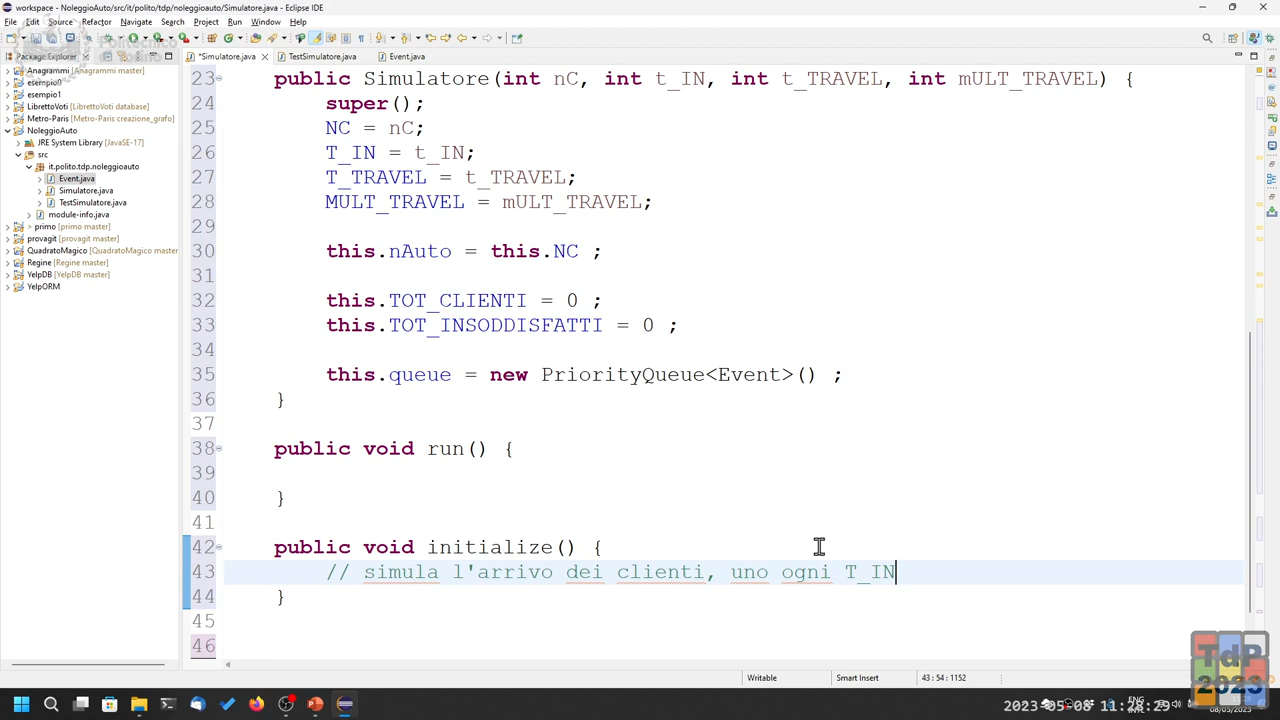 workspace - NoleggioAuto/src/it/polito/tdp/noleggioauto/Simulatore.java - Eclipse IDE
File Edit Source Refactor Navigate Search Project Run Window Help
Package Explorer
*Simulatore.java TestSimulatore.java Event.java
Anagrammi [Anagrammi master]
esempio0
esempio1
LibrettoVoti [LibrettoVoti database]
Metro-Paris [Metro-Paris creazione_grafo]
NoleggioAuto
JRE System Library [JavaSE-17]
src
it.polito.tdp.noleggioauto
Event.java
Simulatore.java
TestSimulatore.java
module-info.java
> primo [primo master]
provagit [provagit master]
QuadratoMagico [QuadratoMagico master]
Regine [Regine master]
YelpDB [YelpDB master]
YelpORM
23 public Simulatore(int nC, int t_IN, int t_TRAVEL, int mULT_TRAVEL) {
24 super();
25 NC = nC;
26 T_IN = t_IN;
27 T_TRAVEL = t_TRAVEL;
28 MULT_TRAVEL = mULT_TRAVEL;
29
30 this.nAuto = this.NC ;
31
32 this.TOT_CLIENTI = 0 ;
33 this.TOT_INSODDISFATTI = 0 ;
34
35 this.queue = new PriorityQueue<Event>() ;
36 }
37
38 public void run() {
39
40 }
41
42 public void initialize() {
43 // simula l'arrivo dei clienti, uno ogni T_IN
44 }
45
46
Writable Smart Insert 43 : 54 : 1152
TdP
2023
ENG